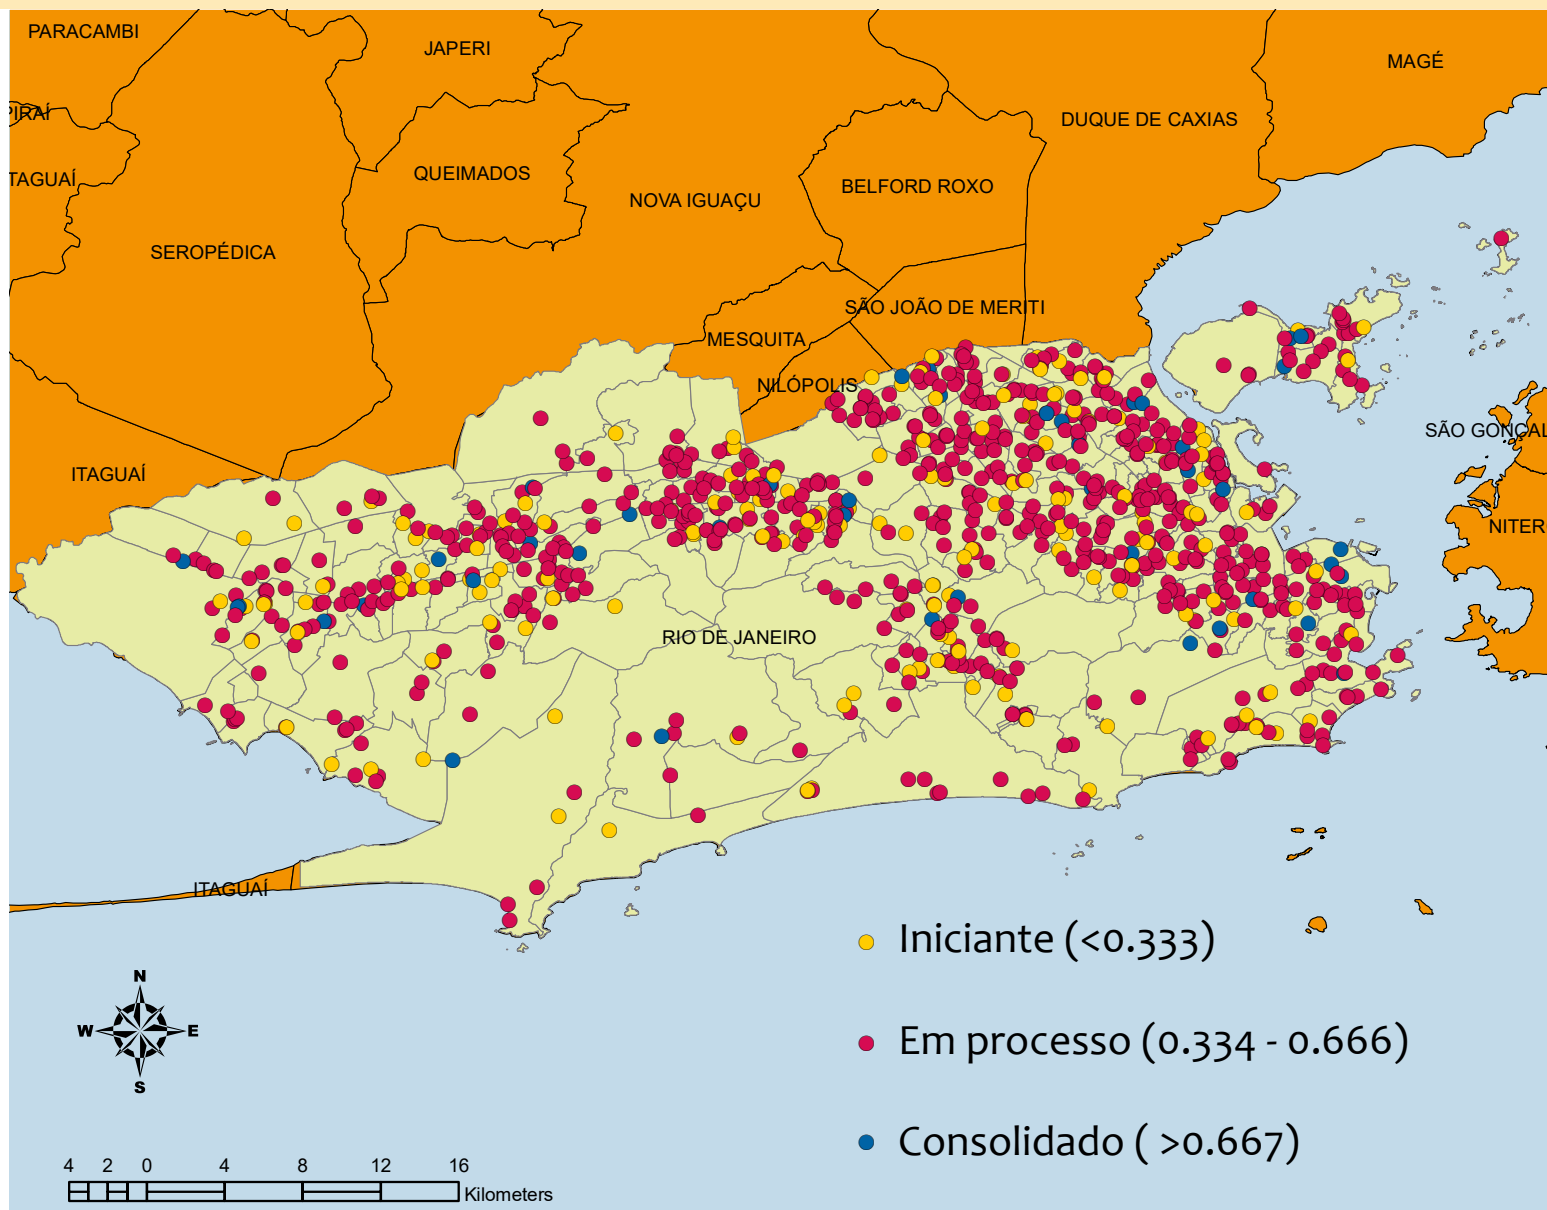 PARACAMBI
JAPERI
MAGÉ
PIRAÍ
DUQUE DE CAXIAS
TAGUAÍ
QUEIMADOS
BELFORD ROXO
NOVA IGUAÇU
SEROPÉDICA
SÃO JOÃO DE MERITI
MESQUITA
NILÓPOLIS
SÃO GONÇAL
ITAGUAÍ
NITER
RIO DE JANEIRO
ITAGUAÍ
Iniciante (<0.333)
Em processo (0.334 - 0.666)
Consolidado ( >0.667)
N
W E
S
4 2 0 4 8 12 16
Kilometers